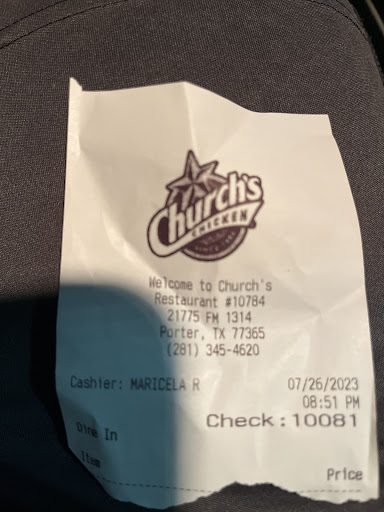 Church's
CHICKEN
Welcome to Church's
Restaurant #10784
21775 FM 1314
Porter, TX 77365
(281) 345-4620
Cashier: MARICELA R 07/26/2023
08:51 PM
Check:10081
Dine In
Item
Price